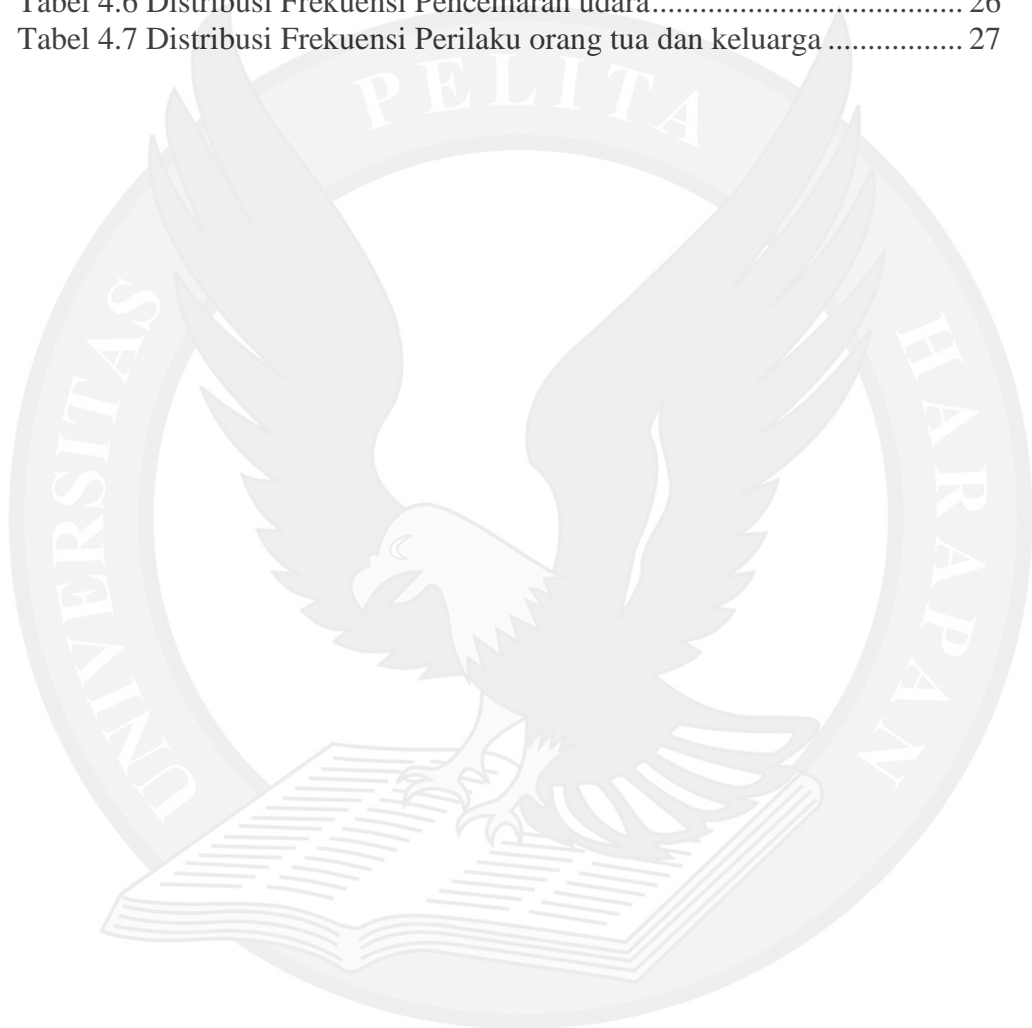 Tabel 4.6 Distribusi Frekuensi Pencemaran udara....................................... 26
Tabel 4.7 Distribusi Frekuensi Perilaku orang tua dan keluarga ................. 27
UNIVERSITAS PELITA HARAPAN